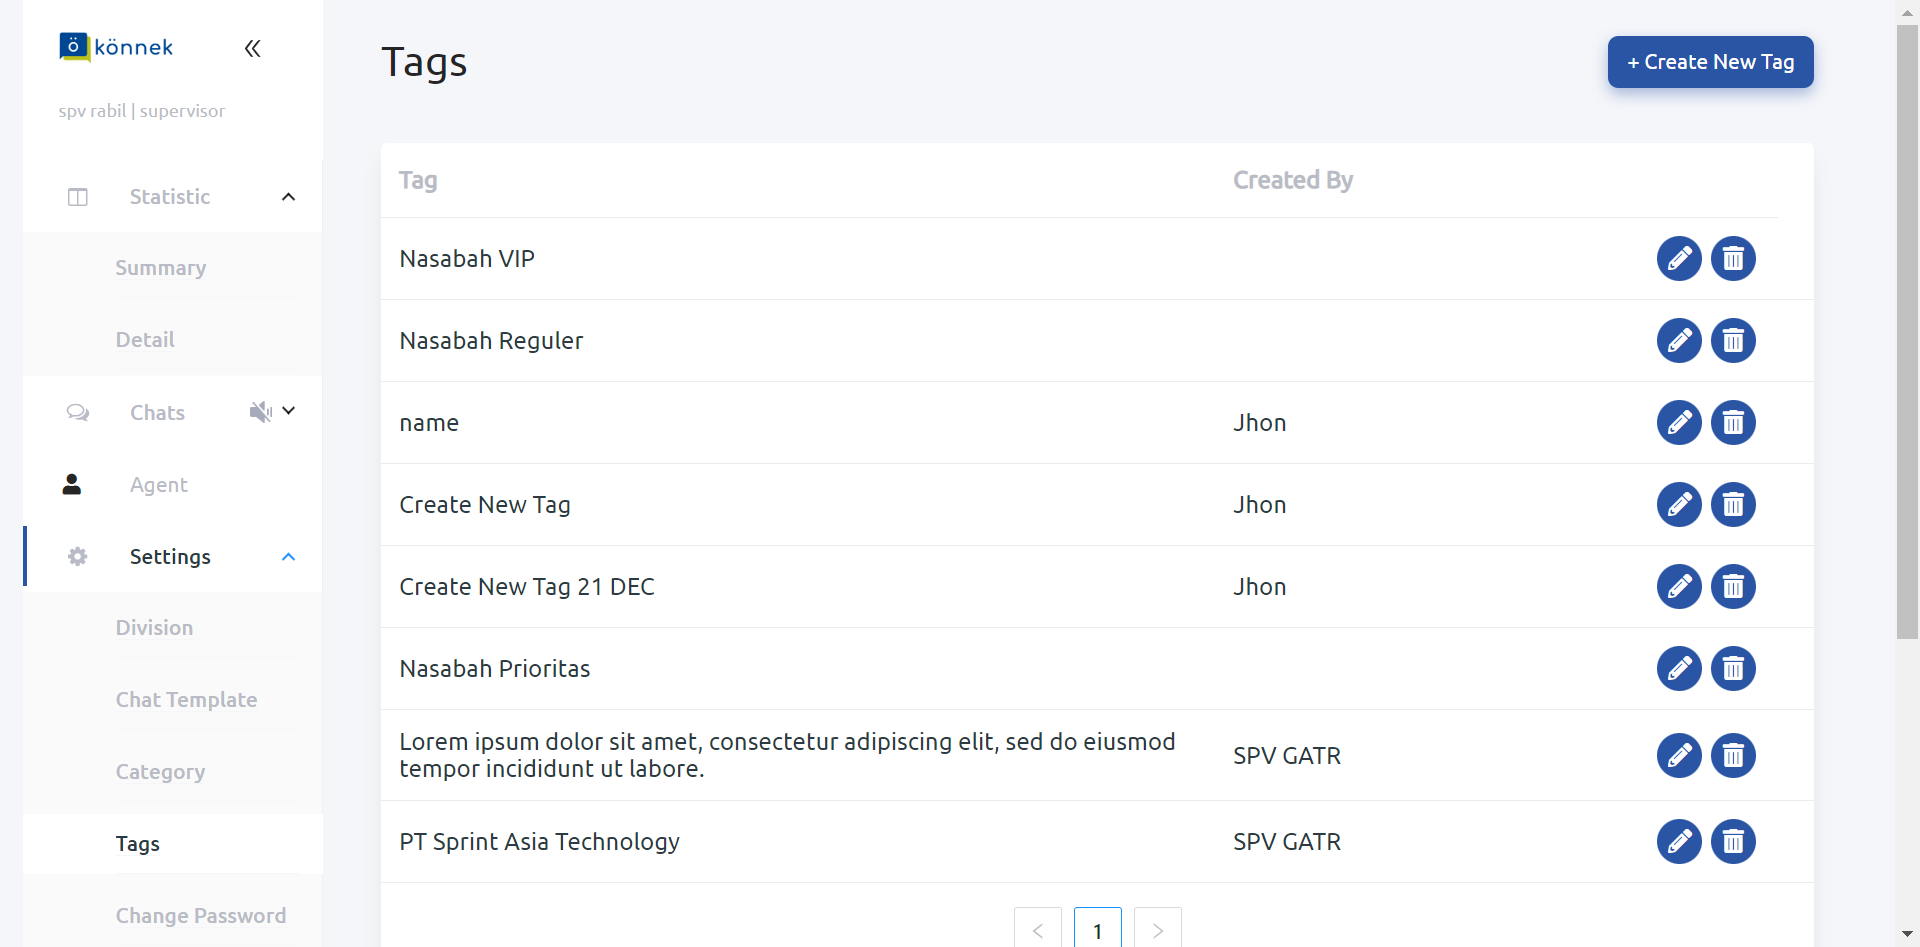 könnek
spv rabil | supervisor
Statistic
Summary
Detail
Chats
Agent
Settings
Division
Chat Template
Category
Tags
Change Password
Tags
+ Create New Tag
Tag Created By
Nasabah VIP
Nasabah Reguler
name Jhon
Create New Tag Jhon
Create New Tag 21 DEC Jhon
Nasabah Prioritas
Lorem ipsum dolor sit amet, consectetur adipiscing elit, sed do eiusmod
tempor incididunt ut labore. SPV GATR
PT Sprint Asia Technology SPV GATR
< 1 >